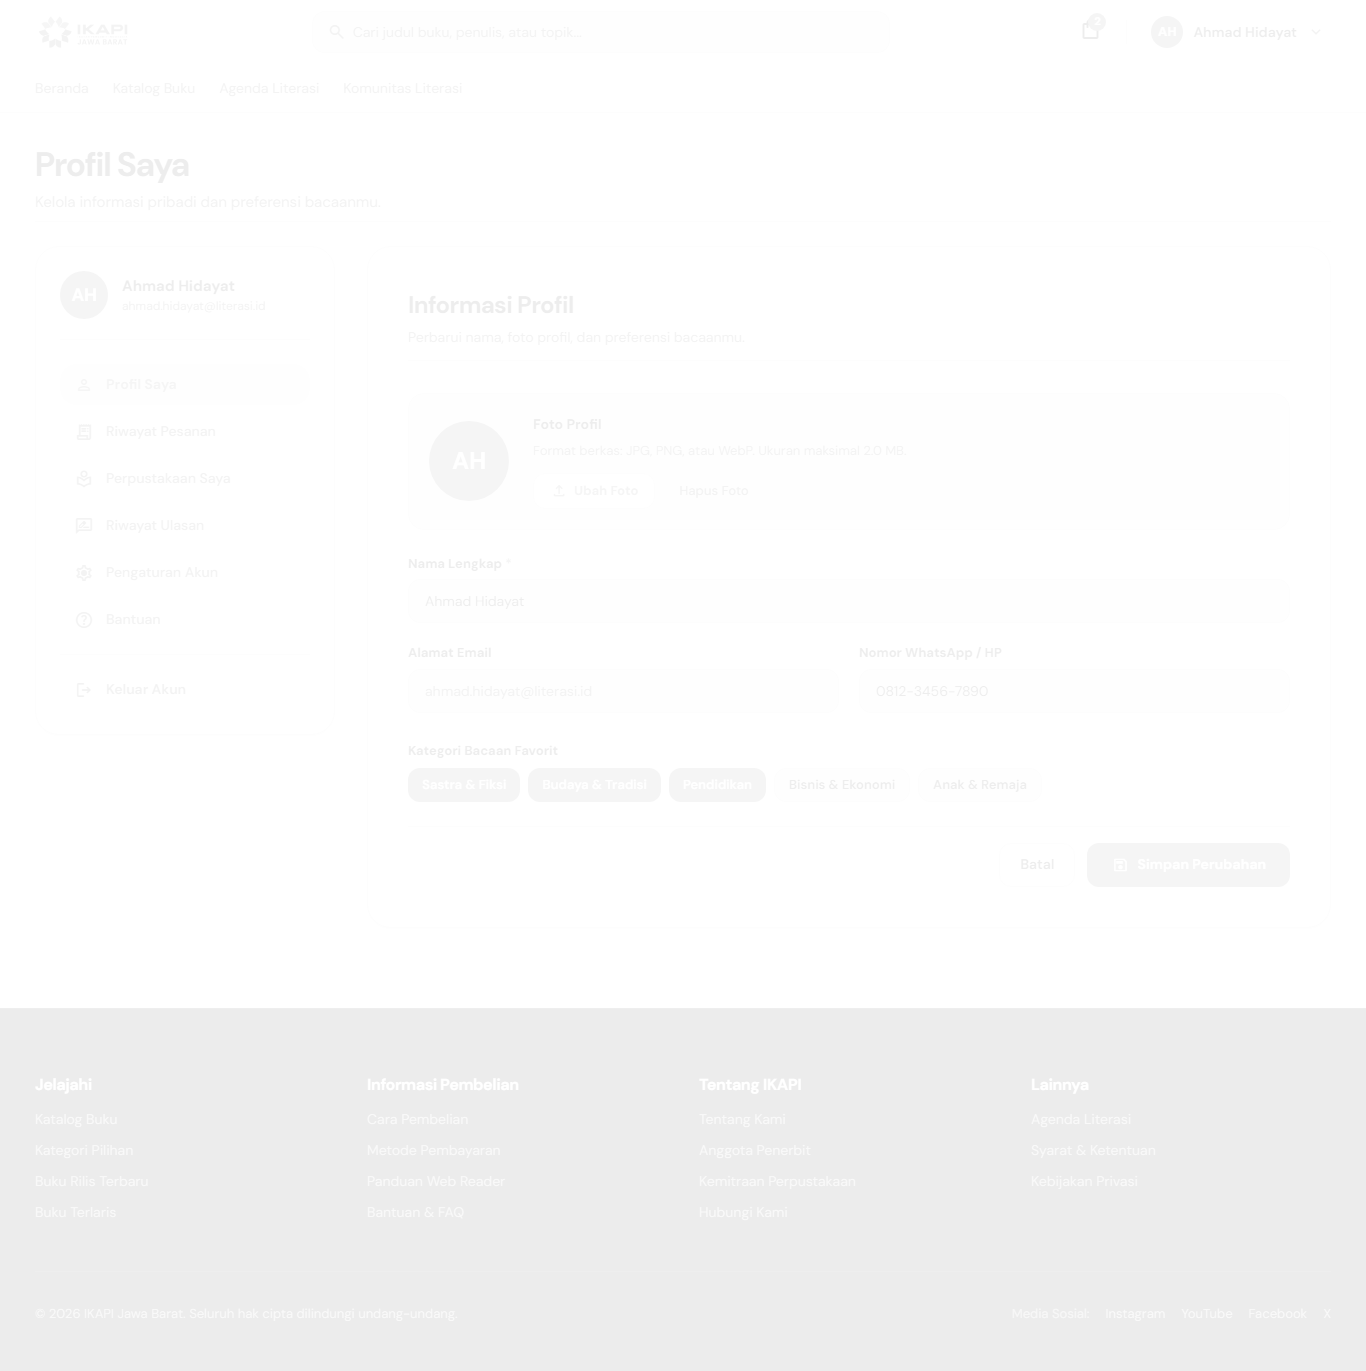 IKAPI
JAWA BARAT
Cari judul buku, penulis, atau topik...
2
AH
Ahmad Hidayat
Beranda
Katalog Buku
Agenda Literasi
Komunitas Literasi
Profil Saya
Kelola informasi pribadi dan preferensi bacaanmu.
AH
Ahmad Hidayat
ahmad.hidayat@literasi.id
Profil Saya
Riwayat Pesanan
Perpustakaan Saya
Riwayat Ulasan
Pengaturan Akun
Bantuan
Keluar Akun
Informasi Profil
Perbarui nama, foto profil, dan preferensi bacaanmu.
AH
Foto Profil
Format berkas: JPG, PNG, atau WebP. Ukuran maksimal 2.0 MB.
Ubah Foto
Hapus Foto
Nama Lengkap *
Ahmad Hidayat
Alamat Email
ahmad.hidayat@literasi.id
Nomor WhatsApp / HP
0812-3456-7890
Kategori Bacaan Favorit
Sastra & Fiksi
Budaya & Tradisi
Pendidikan
Bisnis & Ekonomi
Anak & Remaja
Batal
Simpan Perubahan
Jelajahi
Katalog Buku
Kategori Pilihan
Buku Rilis Terbaru
Buku Terlaris
Informasi Pembelian
Cara Pembelian
Metode Pembayaran
Panduan Web Reader
Bantuan & FAQ
Tentang IKAPI
Tentang Kami
Anggota Penerbit
Kemitraan Perpustakaan
Hubungi Kami
Lainnya
Agenda Literasi
Syarat & Ketentuan
Kebijakan Privasi
© 2026 IKAPI Jawa Barat. Seluruh hak cipta dilindungi undang-undang.
Media Sosial:
Instagram
YouTube
Facebook
X